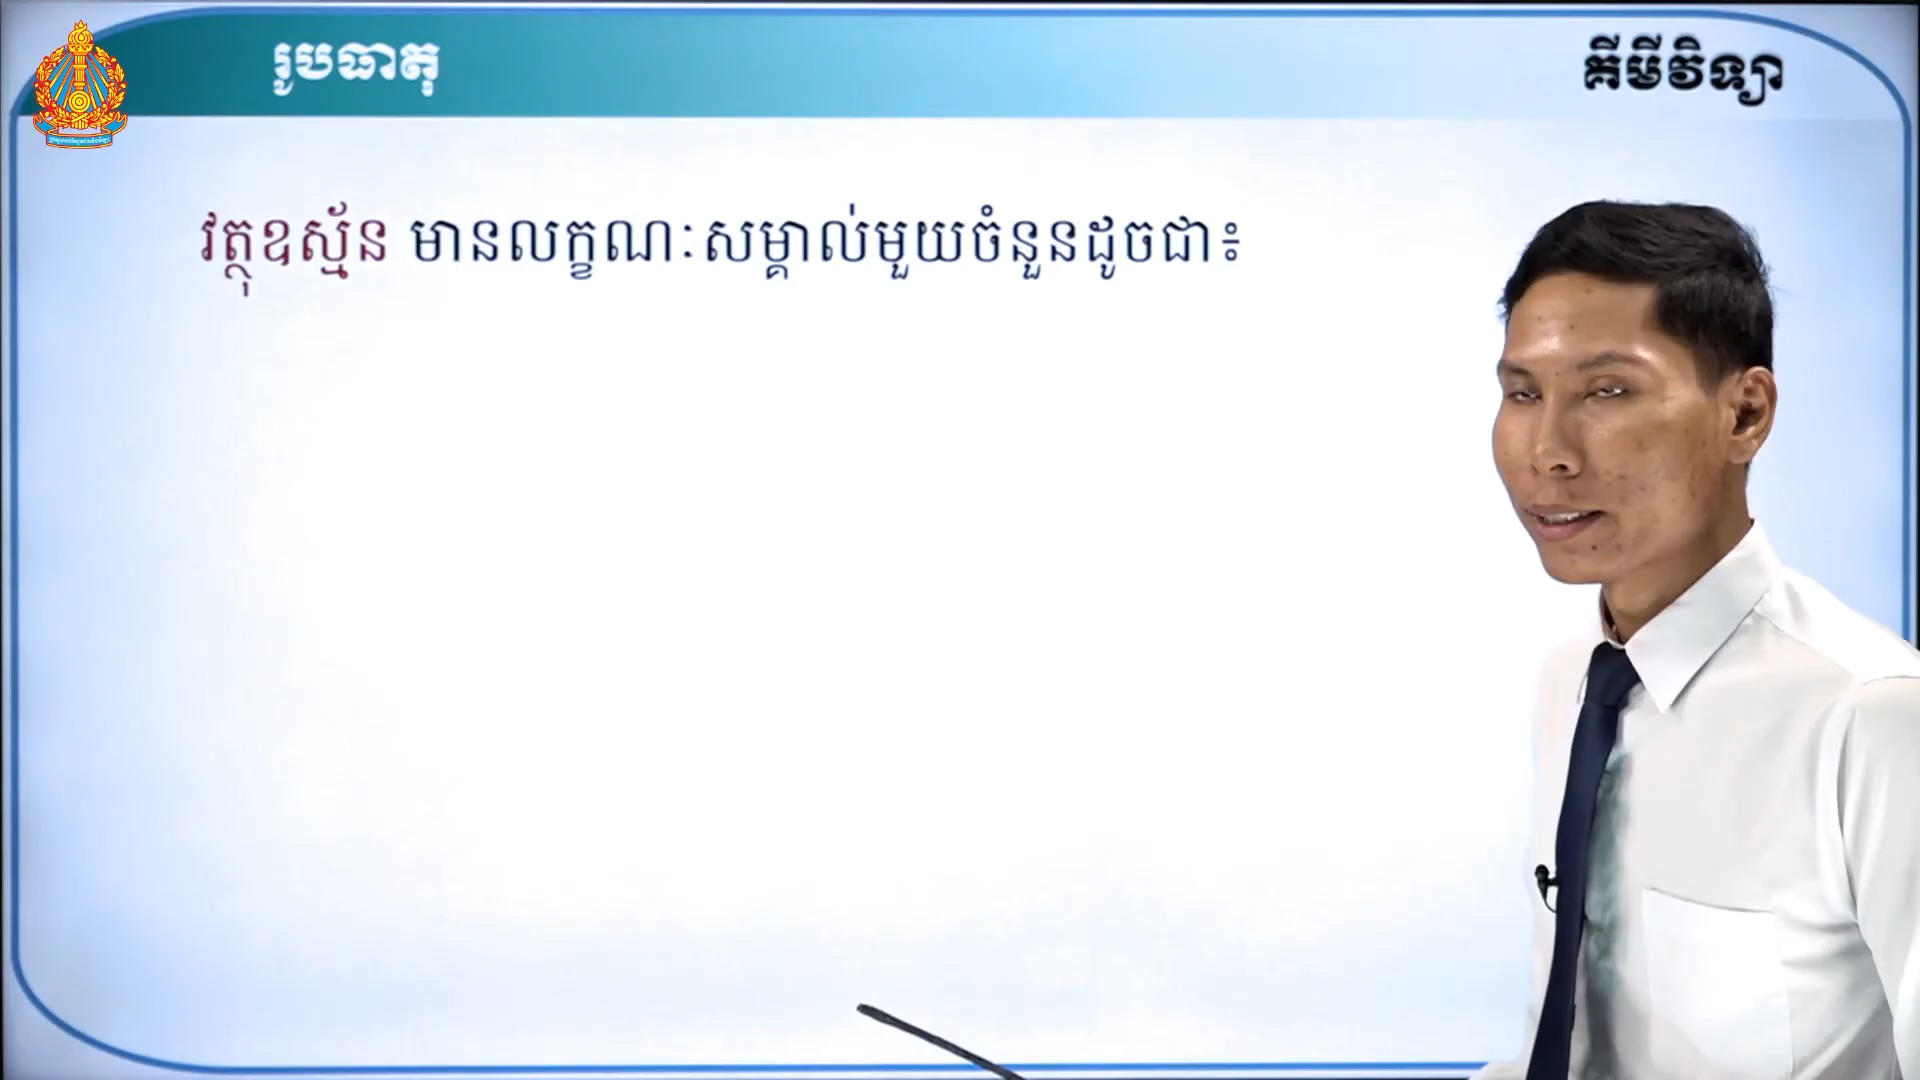 រូបធាតុ
គីមីវិទ្យា
វត្ថុឧស្ម័ន មានលក្ខណៈសម្គាល់មួយចំនួនដូចជា៖